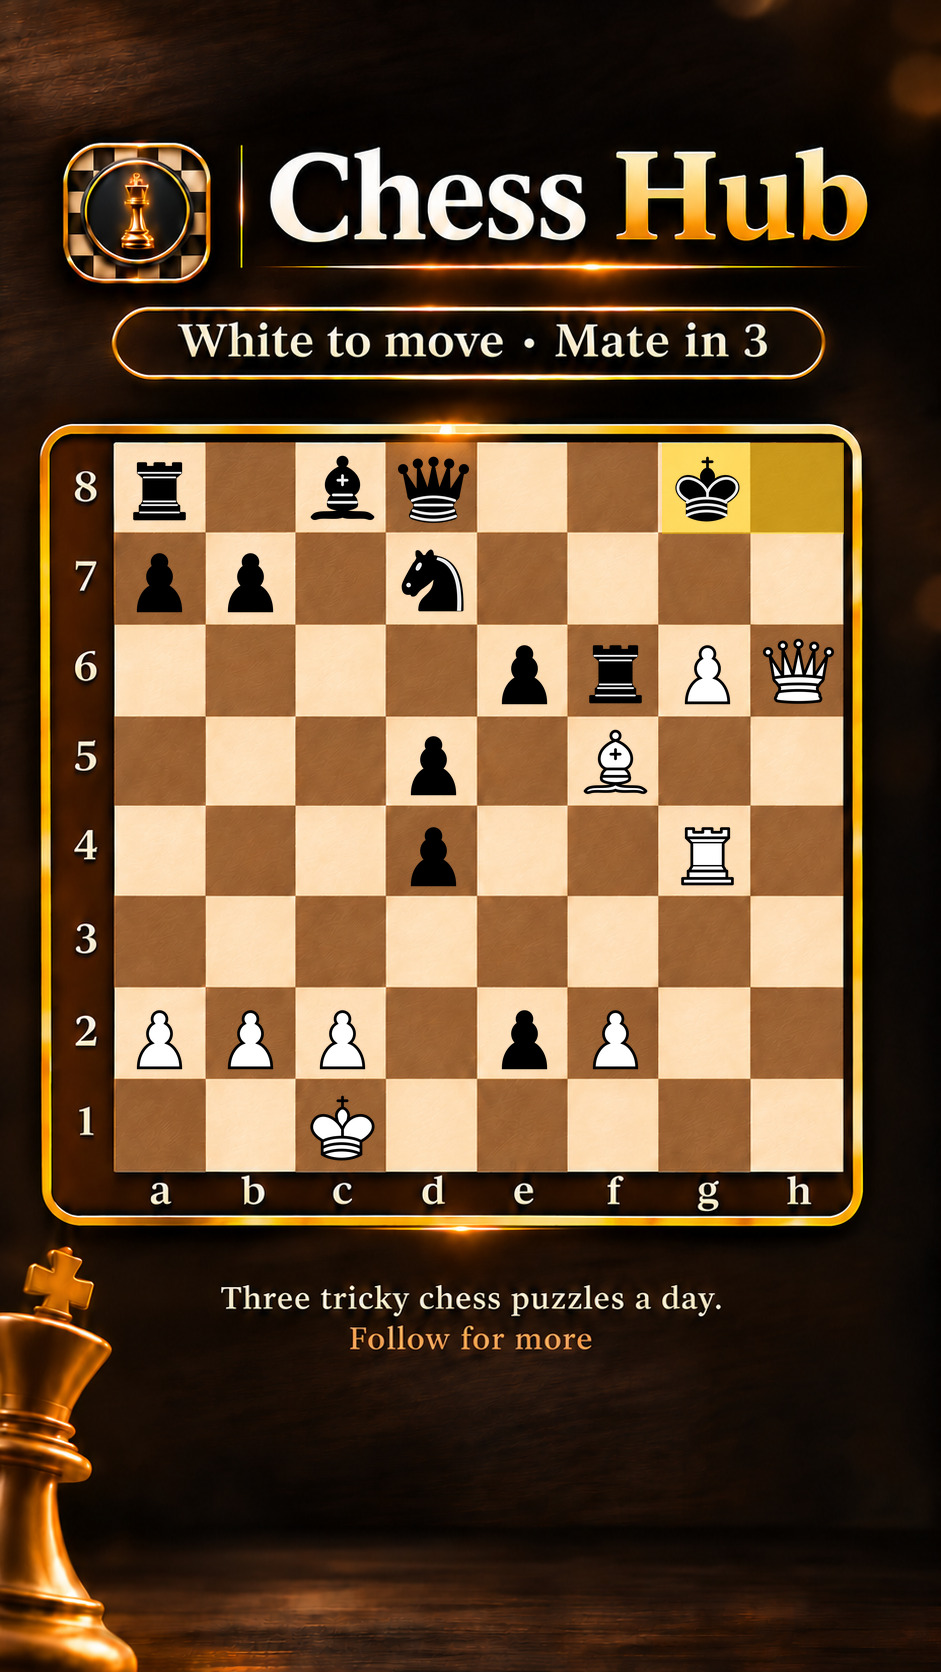 Chess Hub
White to move • Mate in 3
8
7
6
5
4
3
2
1
a b c d e f g h
Three tricky chess puzzles a day.
Follow for more